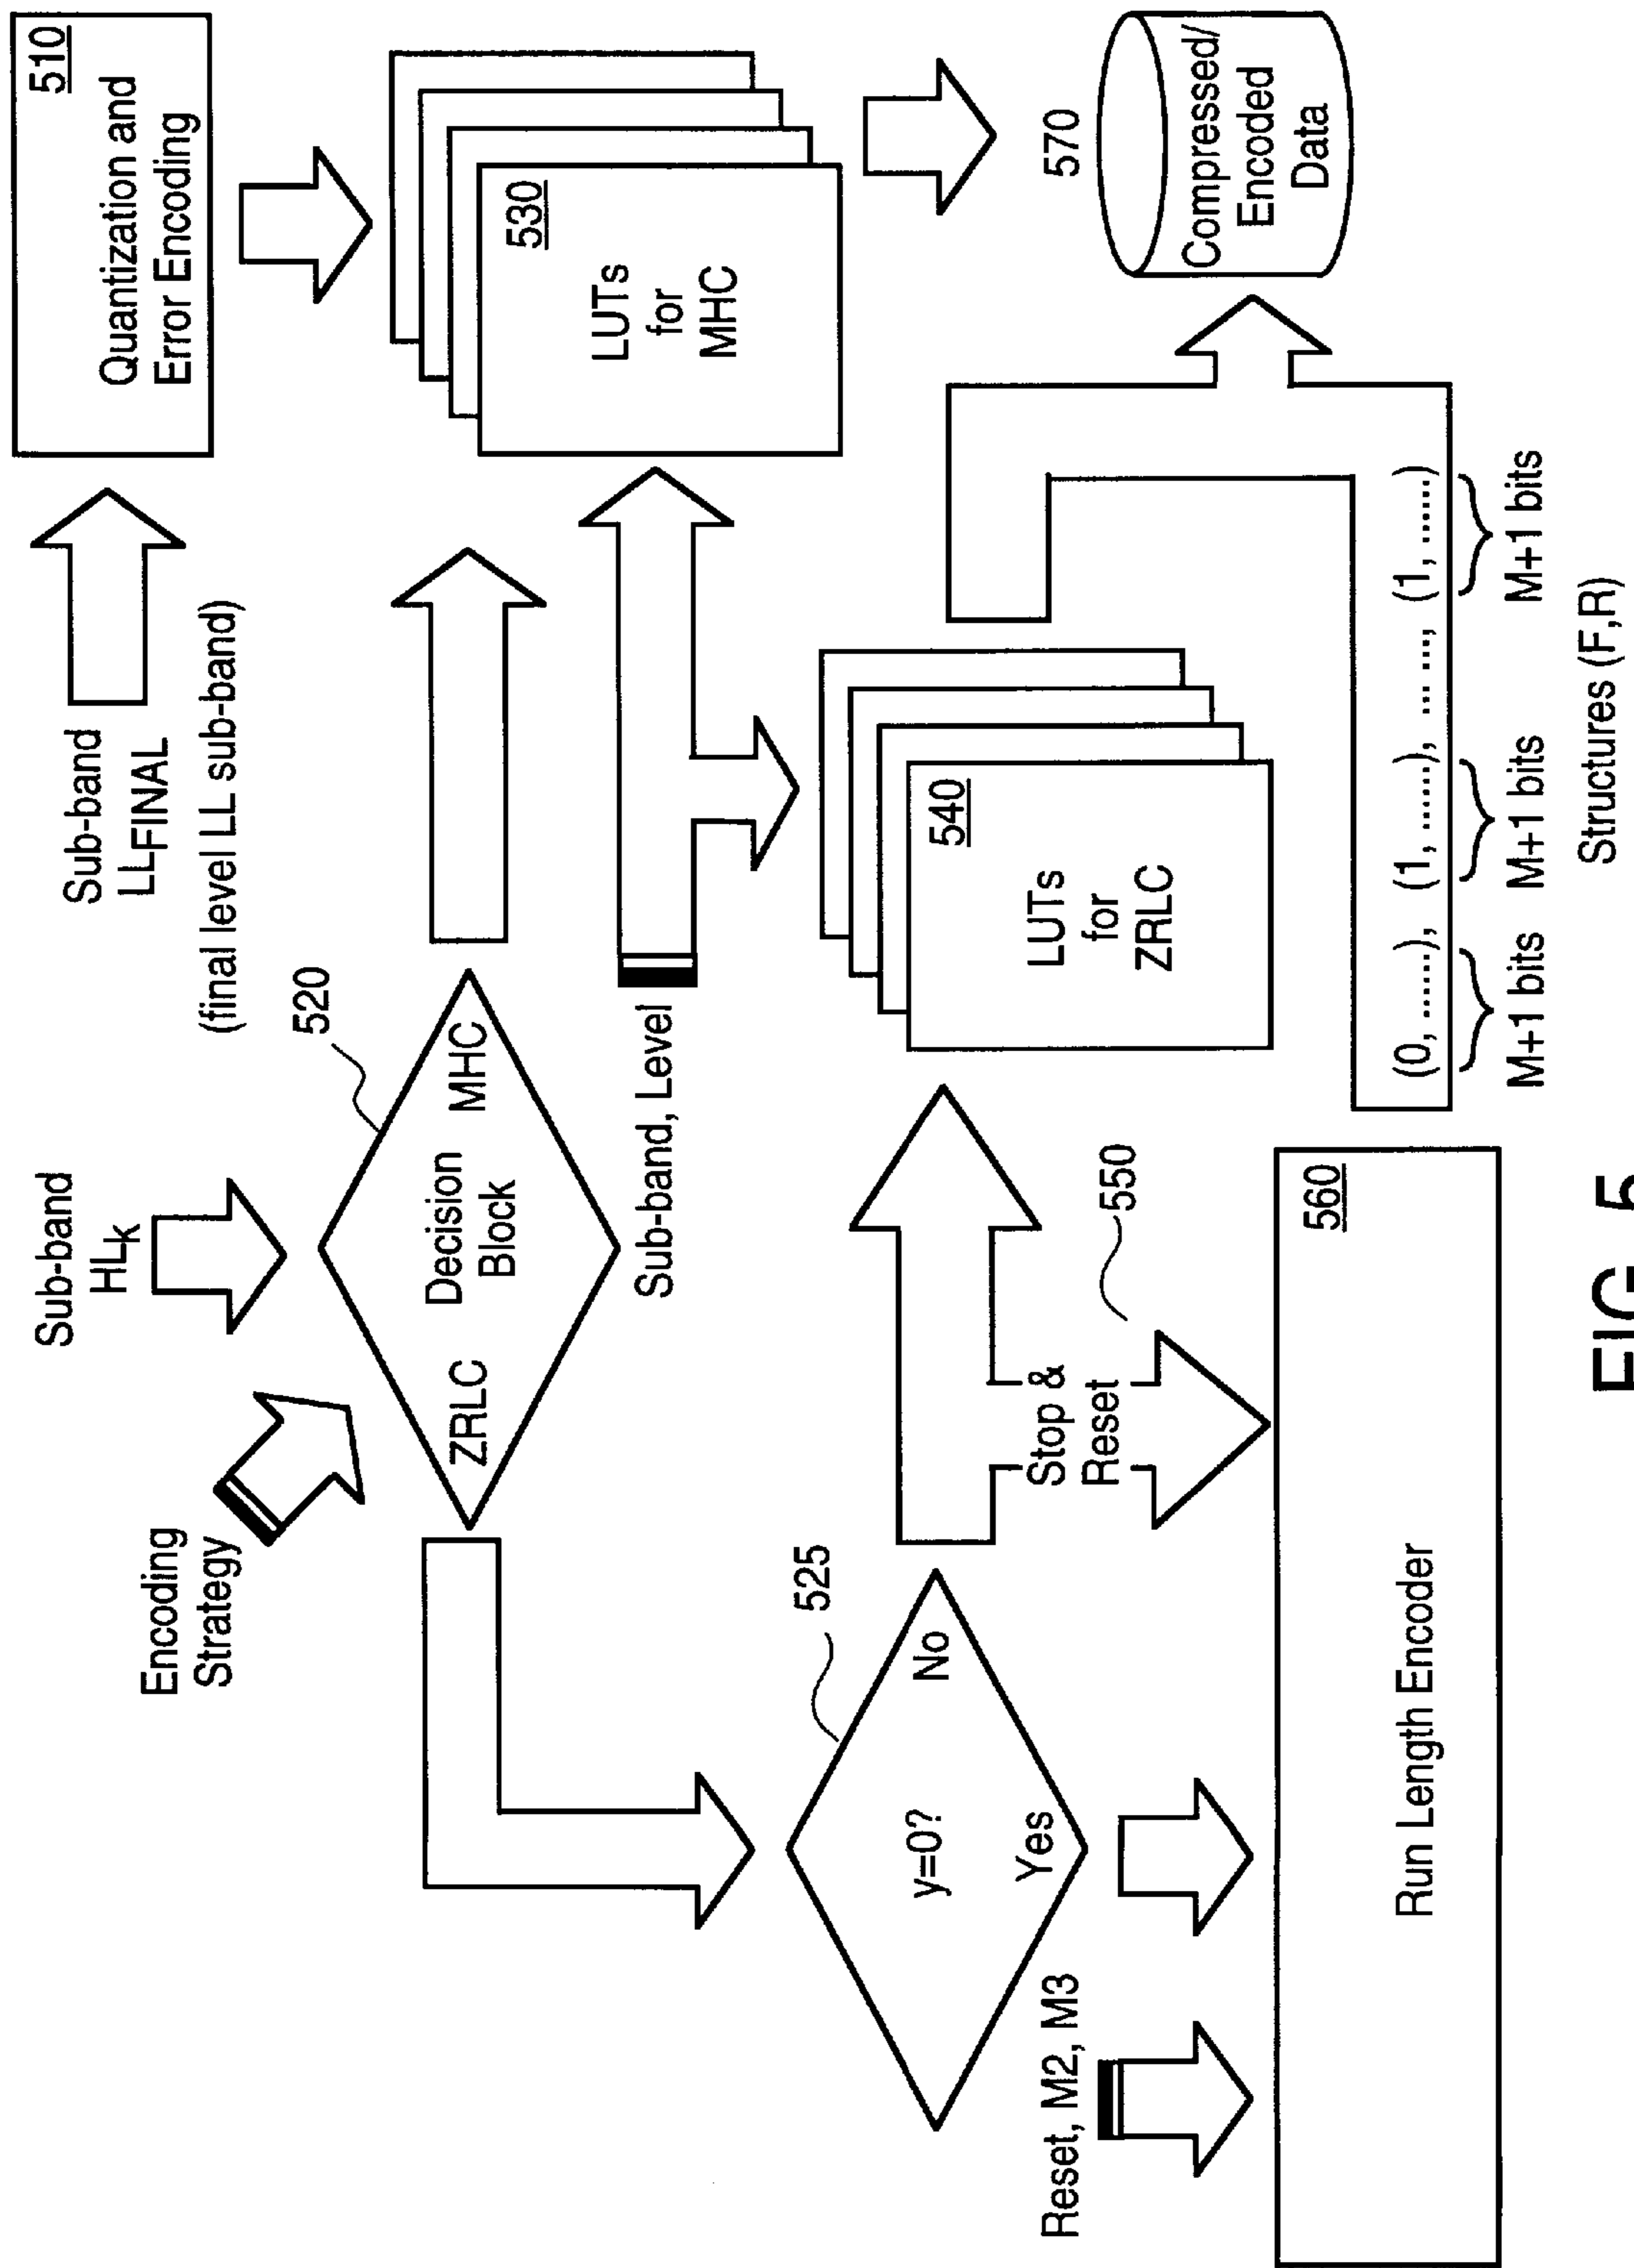 Sub-band
LLFINAL
(final level LL sub-band)
510
Quantization and
Error Encoding
Sub-band
HLk
Encoding
Strategy
520
ZRLC
Decision
Block
MHC
Sub-band, Level
530
LUTs
for
MHC
525
y=0?
No
Yes
Stop &
Reset
550
540
LUTs
for
ZRLC
570
Compressed/
Encoded
Data
Reset, M2, M3
560
Run Length Encoder
(0, ......), (1, ......), ... ..., (1, ......)
M+1 bits M+1 bits M+1 bits
Structures (F,R)
FIG. 5